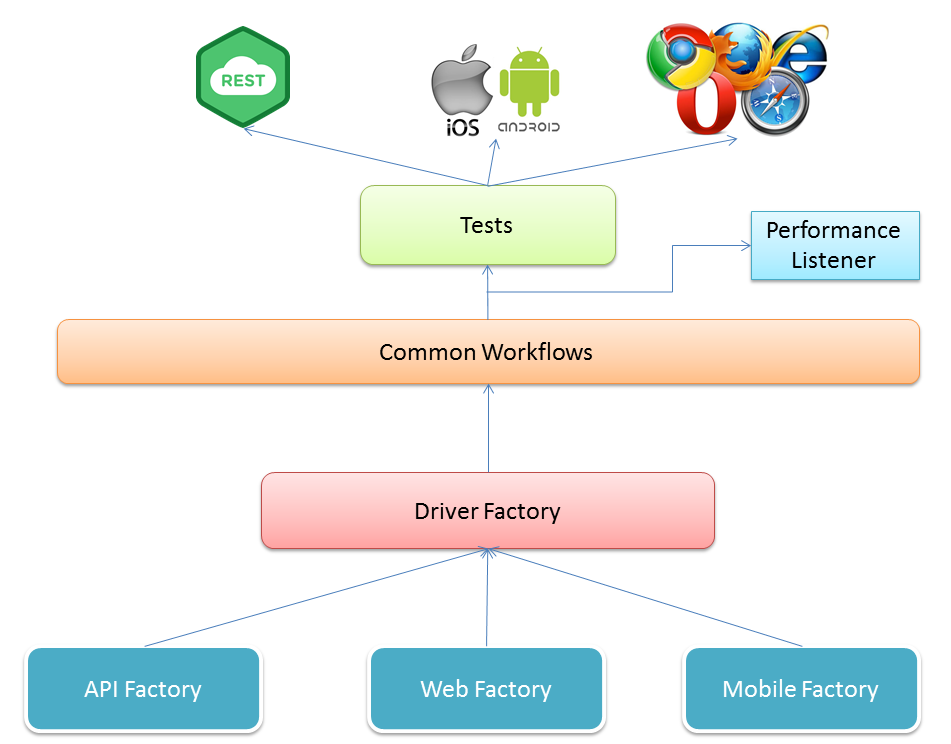 REST
iOS
ANDROID
Tests
Performance
Listener
Common Workflows
Driver Factory
API Factory
Web Factory
Mobile Factory